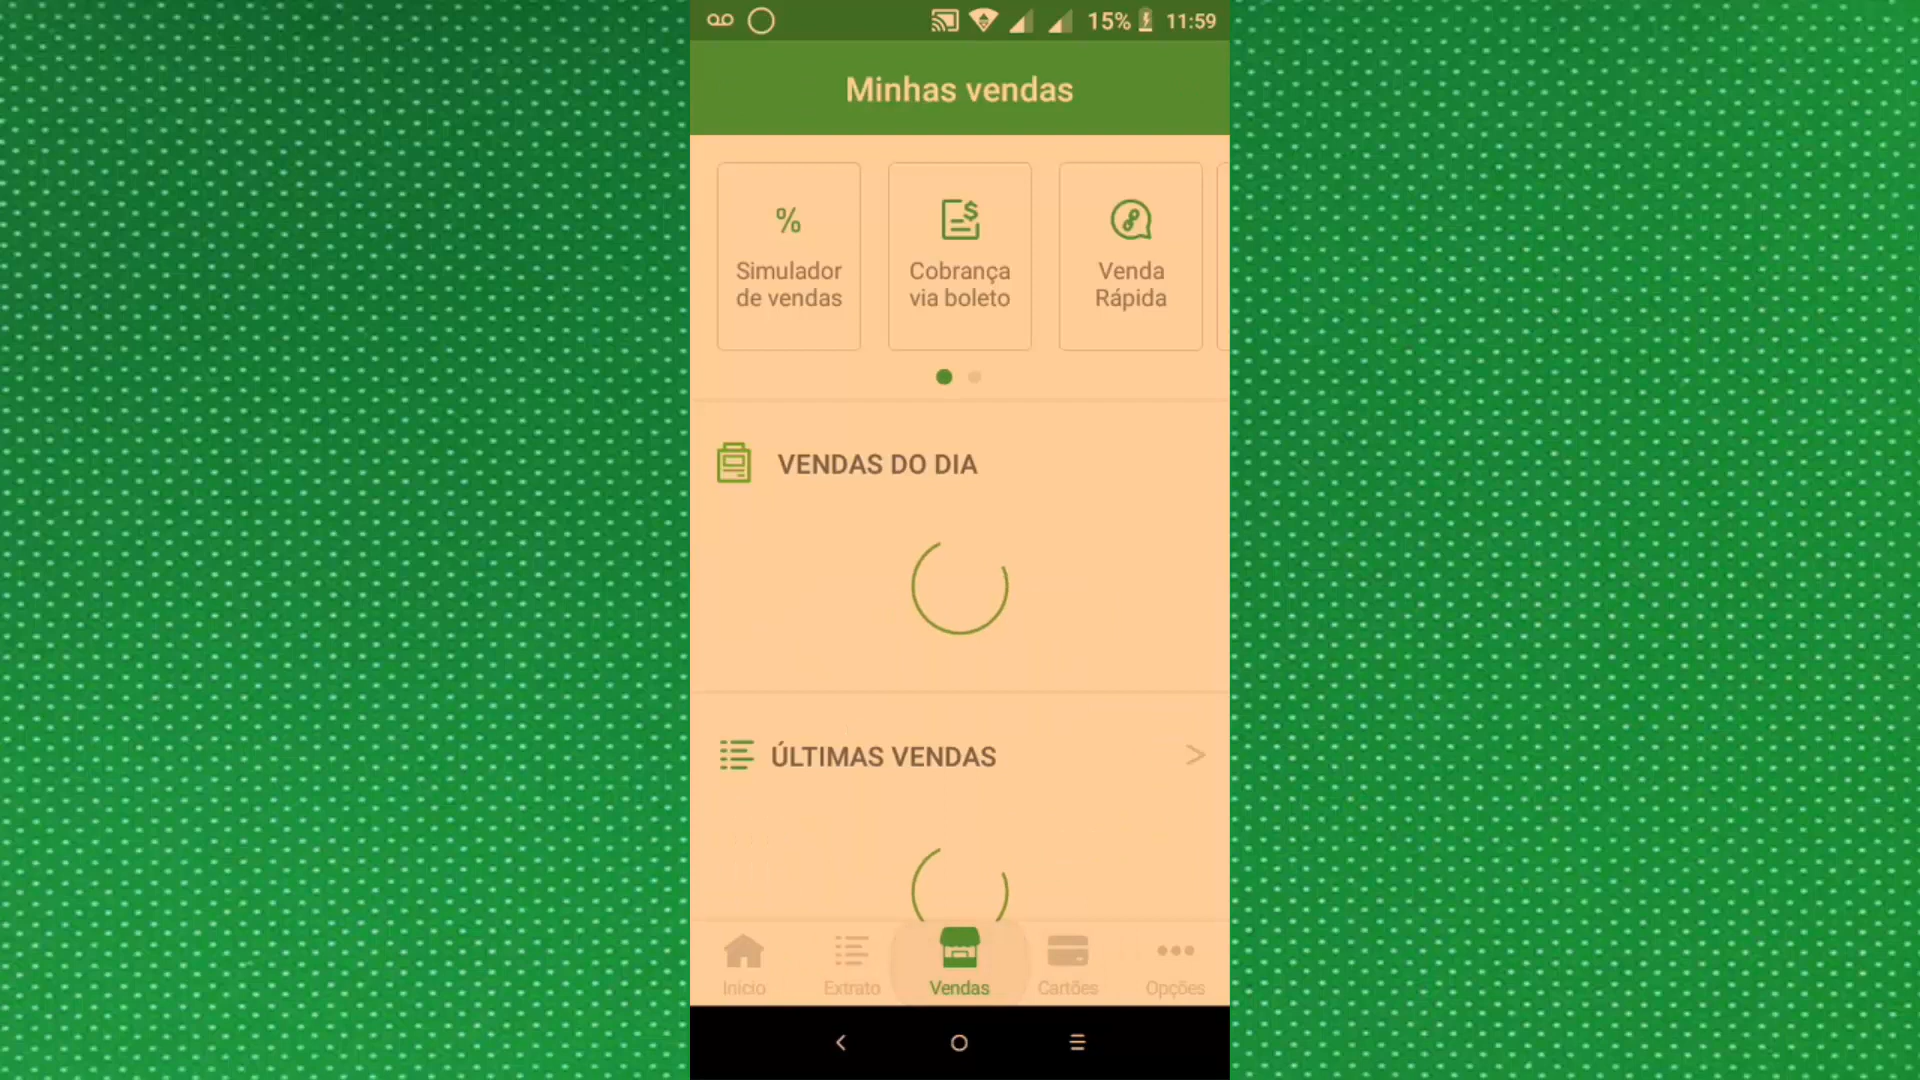 15% 11:59
Minhas vendas
Simulador
de vendas
Cobrança
via boleto
Venda
Rápida
VENDAS DO DIA
ÚLTIMAS VENDAS
Inicio
Extrato
Vendas
Cartões
Opções